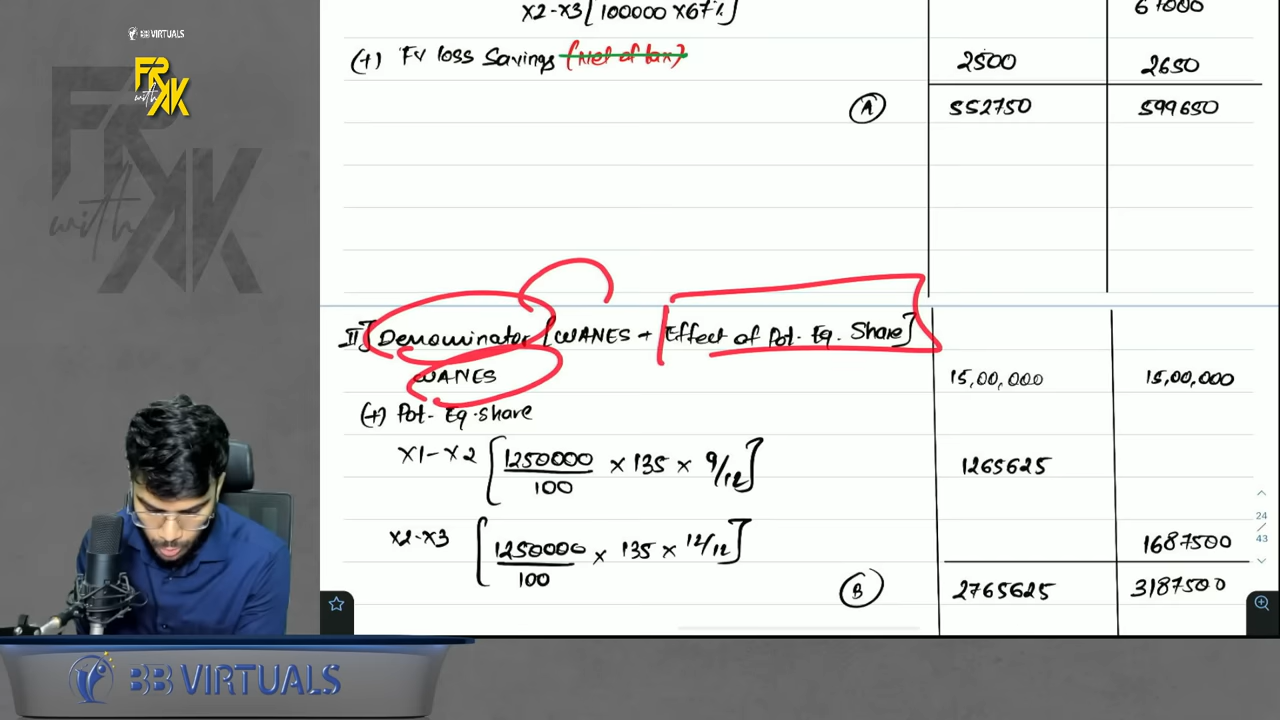 BB VIRTUALS
FR
with
AK
X2-X3 [100000 x67%] 67000
(+) FV loss Savings (Net of tax) 2500 2650
(A) 552750 599650
II] Denominator [WANES + Effect of Pot. Eq. Share]
WANES 15,00,000 15,00,000
(+) Pot- Eq.share
X1-X2 [1250000/100 x 135 x 9/12] 1265625
X2-X3 [1250000/100 x 135 x 12/12] 1687500
(B) 2765625 3187500
24
/
43
BB VIRTUALS